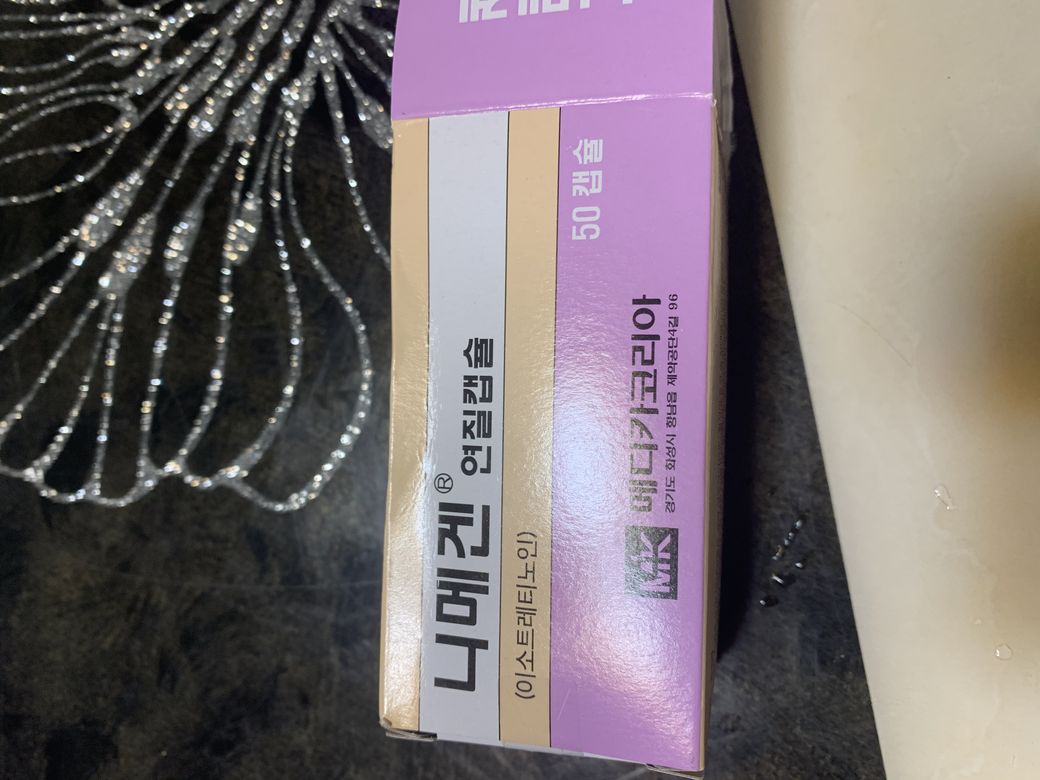 니메겐® 연질캡슐
(이소트레티노인)
50 캡슐
MK 메디카코리아
경기도 화성시 향남읍 제약공단4길 96